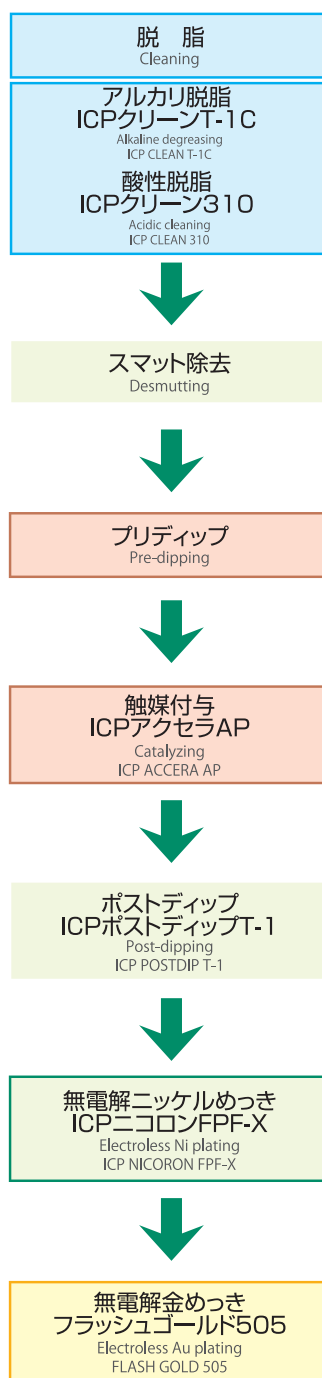 脱　脂
Cleaning
アルカリ脱脂
ICPクリーンT-1C
Alkaline degreasing
ICP CLEAN T-1C
酸性脱脂
ICPクリーン310
Acidic cleaning
ICP CLEAN 310
スマット除去
Desmutting
プリディップ
Pre-dipping
触媒付与
ICPアクセラAP
Catalyzing
ICP ACCERA AP
ポストディップ
ICPポストディップT-1
Post-dipping
ICP POSTDIP T-1
無電解ニッケルめっき
ICPニコロンFPF-X
Electroless Ni plating
ICP NICORON FPF-X
無電解金めっき
フラッシュゴールド505
Electroless Au plating
FLASH GOLD 505